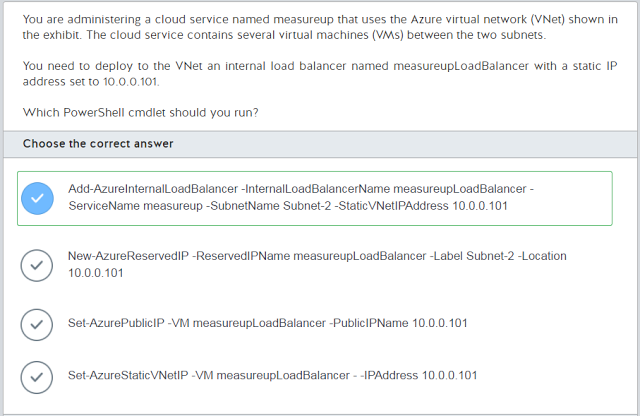 You are administering a cloud service named measureup that uses the Azure virtual network (VNet) shown in
the exhibit. The cloud service contains several virtual machines (VMs) between the two subnets.
You need to deploy to the VNet an internal load balancer named measureupLoadBalancer with a static IP
address set to 10.0.0.101.
Which PowerShell cmdlet should you run?
Choose the correct answer
Add-AzureInternalLoadBalancer -InternalLoadBalancerName measureupLoadBalancer -
ServiceName measureup -SubnetName Subnet-2 -StaticVNetIPAddress 10.0.0.101
New-AzureReservedIP -ReservedIPName measureupLoadBalancer -Label Subnet-2 -Location
10.0.0.101
Set-AzurePublicIP -VM measureupLoadBalancer -PublicIPName 10.0.0.101
Set-AzureStaticVNetIP -VM measureupLoadBalancer - -IPAddress 10.0.0.101